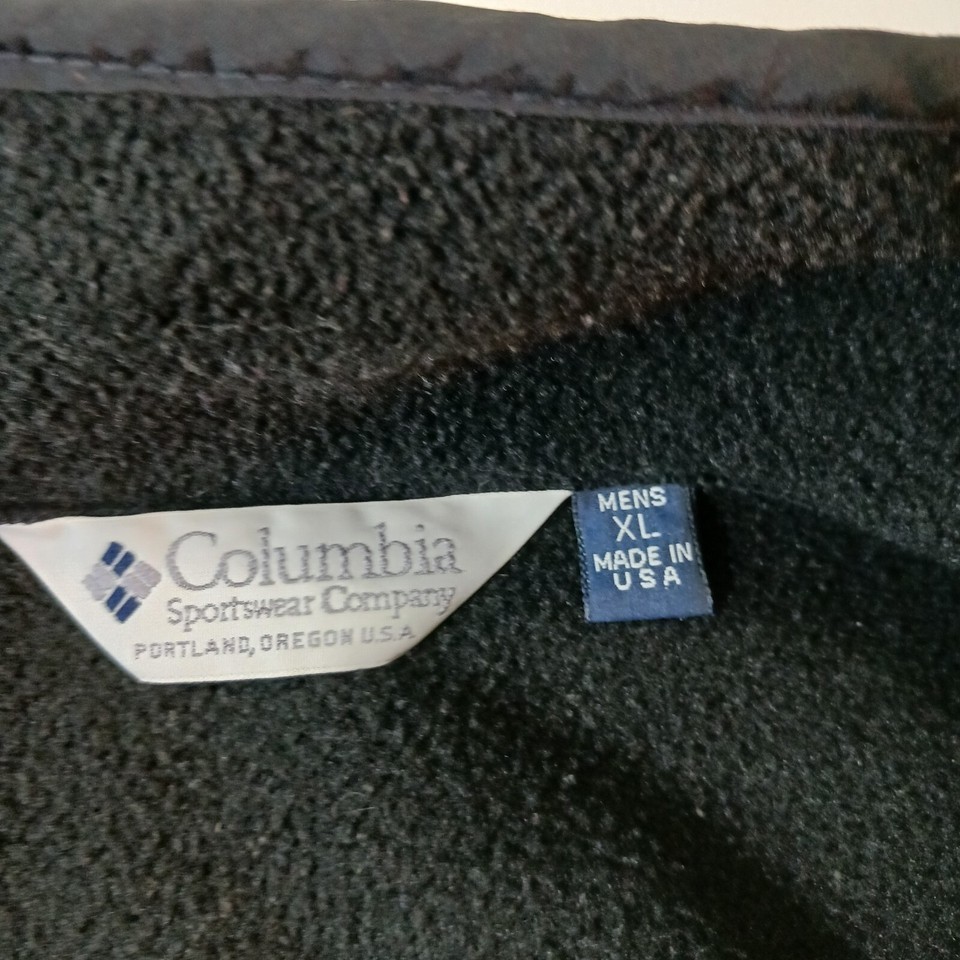 Columbia
Sportswear Company
PORTLAND, OREGON U.S.A
MENS
XL
MADE IN
USA